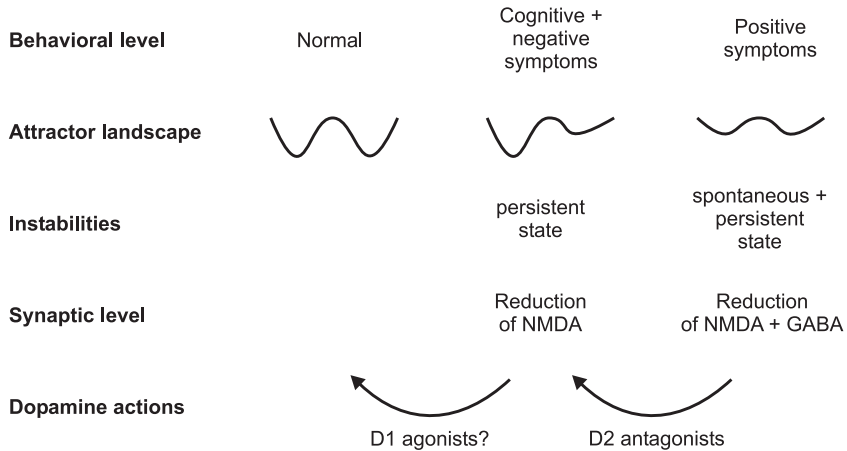 Behavioral level
Normal
Cognitive +
negative
symptoms
Positive
symptoms
Attractor landscape
Instabilities
persistent
state
spontaneous +
persistent
state
Synaptic level
Reduction
of NMDA
Reduction
of NMDA + GABA
Dopamine actions
D1 agonists?
D2 antagonists